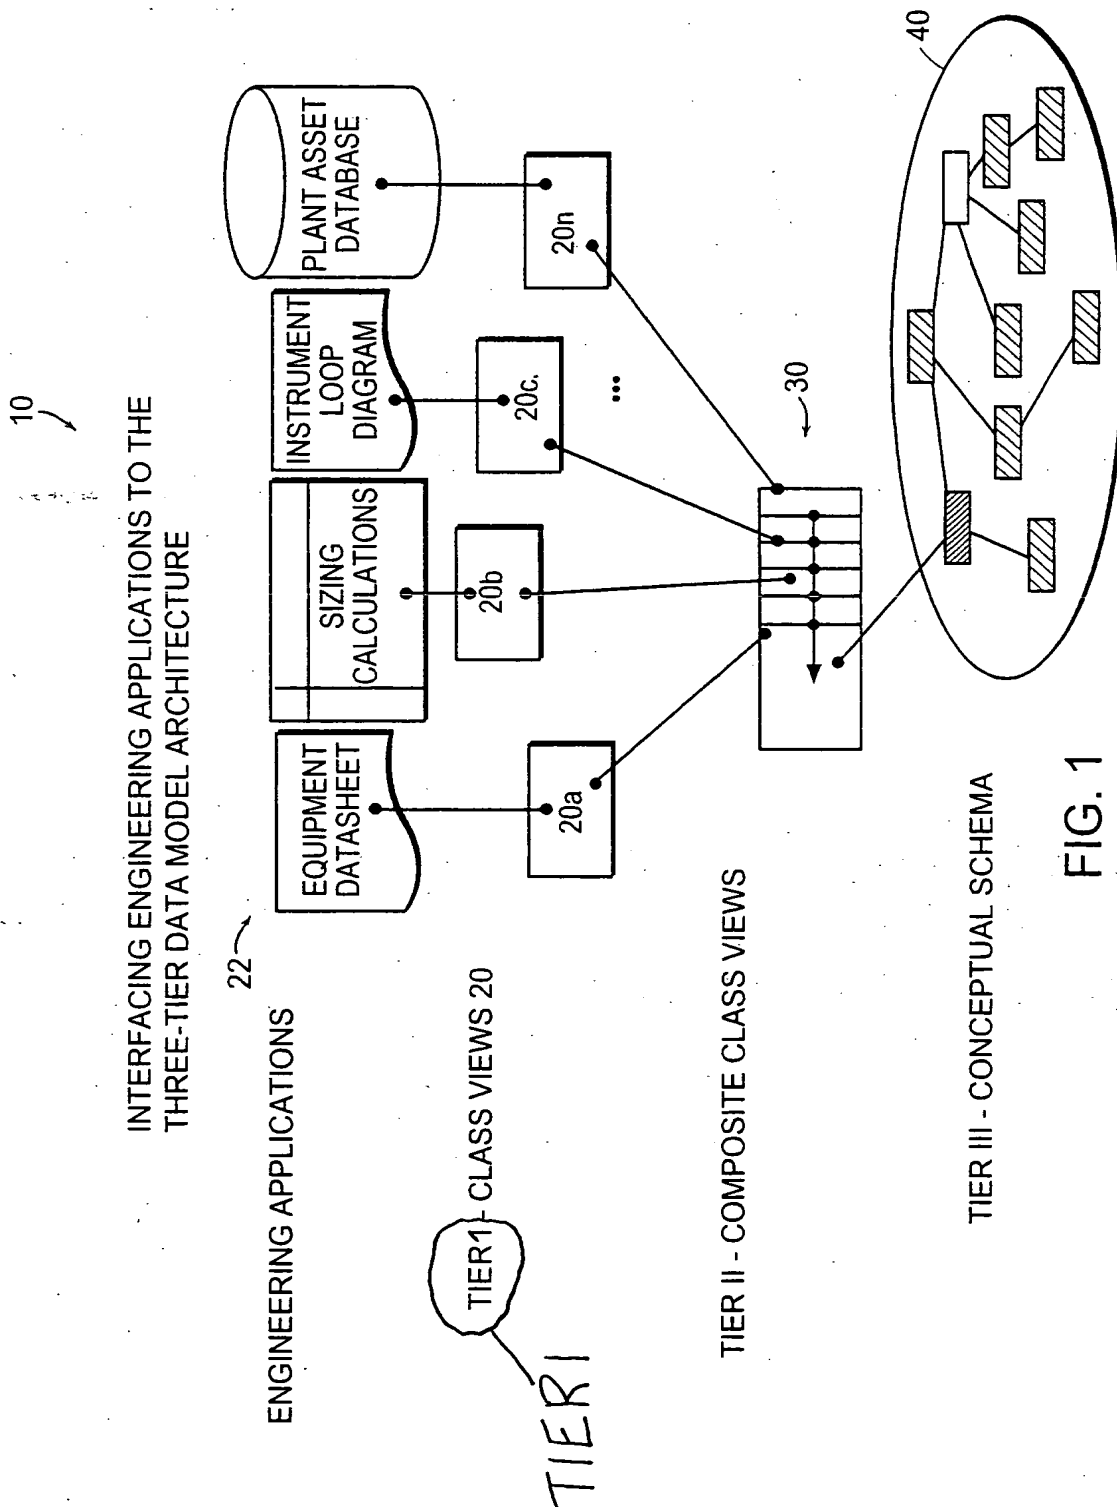 10
INTERFACING ENGINEERING APPLICATIONS TO THE
THREE-TIER DATA MODEL ARCHITECTURE
22
ENGINEERING APPLICATIONS
EQUIPMENT
DATASHEET
SIZING
CALCULATIONS
INSTRUMENT
LOOP
DIAGRAM
PLANT ASSET
DATABASE
TIER1 - CLASS VIEWS 20
TIER I
20a
20b
20c.
...
20n
TIER II - COMPOSITE CLASS VIEWS
30
TIER III - CONCEPTUAL SCHEMA
40
FIG. 1